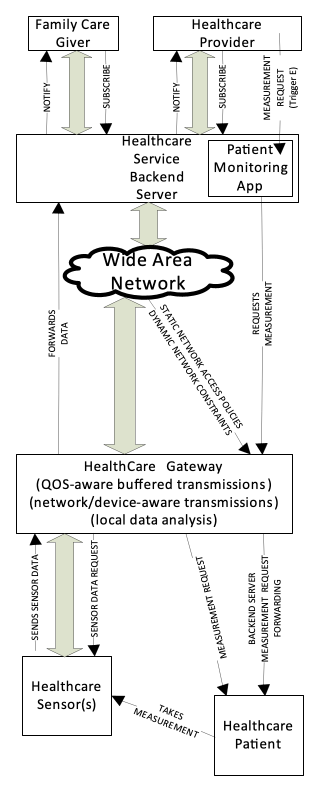 Family Care
Giver
Healthcare
Provider
NOTIFY
SUBSCRIBE
NOTIFY
SUBSCRIBE
MEASUREMENT
REQUEST
(Trigger E)
Healthcare
Service
Backend
Server
Patient
Monitoring
App
Wide Area
Network
FORWARDS
DATA
STATIC NETWORK ACCESS POLICIES
DYNAMIC NETWORK CONSTRAINTS
REQUESTS
MEASUREMENT
HealthCare Gateway
(QOS-aware buffered transmissions)
(network/device-aware transmissions)
(local data analysis)
SENDS SENSOR DATA
SENSOR DATA REQUEST
MEASUREMENT REQUEST
BACKEND SERVER
MEASUREMENT REQUEST
FORWARDING
Healthcare
Sensor(s)
TAKES
MEASUREMENT
Healthcare
Patient